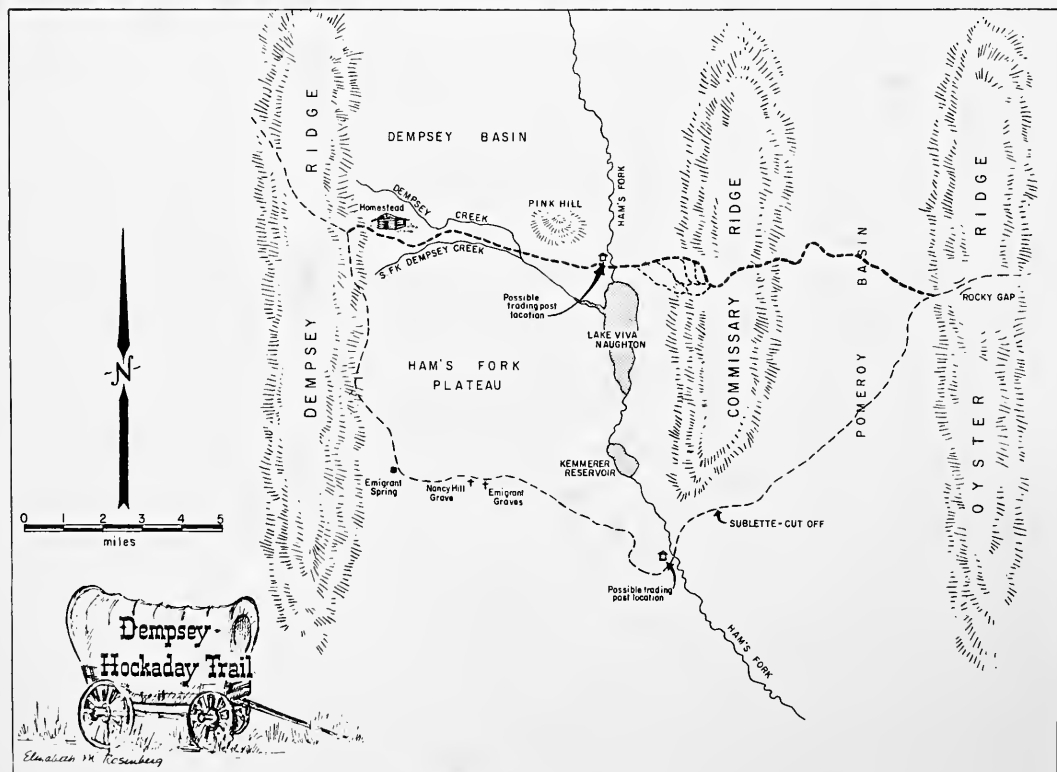 DEMPSEY BASIN
RIDGE
DEMPSEY
Homestead
DEMPSEY
CREEK
S. FK DEMPSEY CREEK
PINK HILL
HAM'S FORK
Possible
trading post
location
LAKE VIVA
NAUGHTON
COMMISSARY RIDGE
POMEROY BASIN
RIDGE
ROCKY GAP
OYSTER
HAM'S FORK
PLATEAU
KEMMERER
RESERVOIR
Emigrant
Spring
Nancy Hill
Grave
Emigrant
Graves
SUBLETTE-CUT OFF
Possible trading
post location
HAM'S FORK
N
0 1 2 3 4 5
miles
Dempsey-
Hockaday Trail